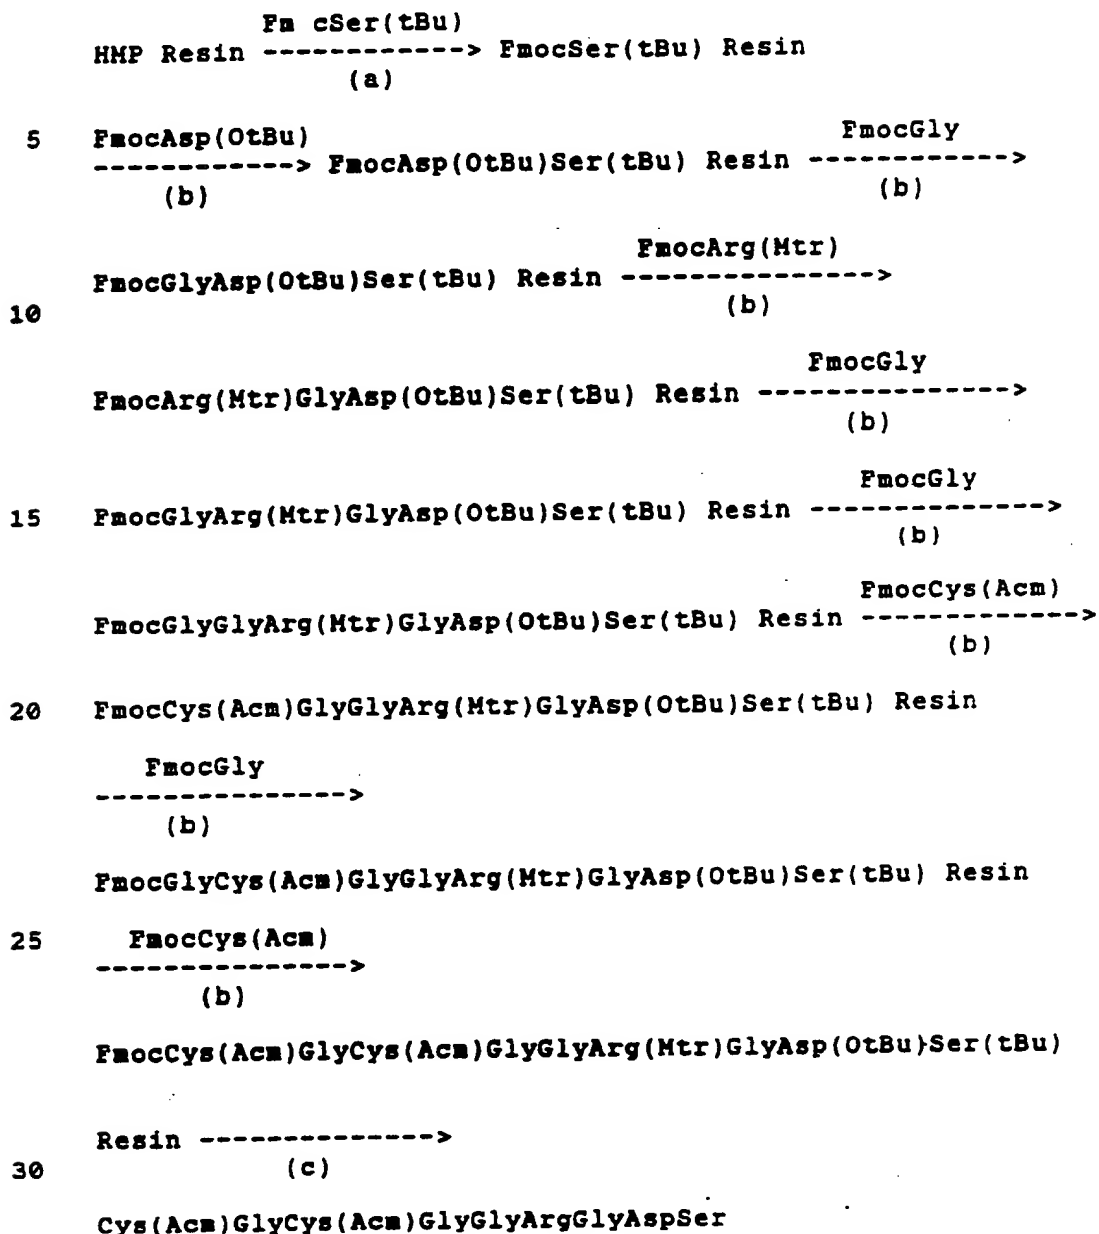 Fm cSer(tBu)
HMP Resin ------------> FmocSer(tBu) Resin
(a)
5 FmocAsp(OtBu) FmocGly
------------> FmocAsp(OtBu)Ser(tBu) Resin ------------>
(b) (b)
FmocArg(Mtr)
FmocGlyAsp(OtBu)Ser(tBu) Resin --------------->
10 (b)
FmocGly
FmocArg(Mtr)GlyAsp(OtBu)Ser(tBu) Resin --------------->
(b)
FmocGly
15 FmocGlyArg(Mtr)GlyAsp(OtBu)Ser(tBu) Resin -------------->
(b)
FmocCys(Acm)
FmocGlyGlyArg(Mtr)GlyAsp(OtBu)Ser(tBu) Resin ------------->
(b)
20 FmocCys(Acm)GlyGlyArg(Mtr)GlyAsp(OtBu)Ser(tBu) Resin
FmocGly
--------------->
(b)
FmocGlyCys(Acm)GlyGlyArg(Mtr)GlyAsp(OtBu)Ser(tBu) Resin
25 FmocCys(Acm)
--------------->
(b)
FmocCys(Acm)GlyCys(Acm)GlyGlyArg(Mtr)GlyAsp(OtBu)Ser(tBu)
Resin -------------->
30 (c)
Cys(Acm)GlyCys(Acm)GlyGlyArgGlyAspSer